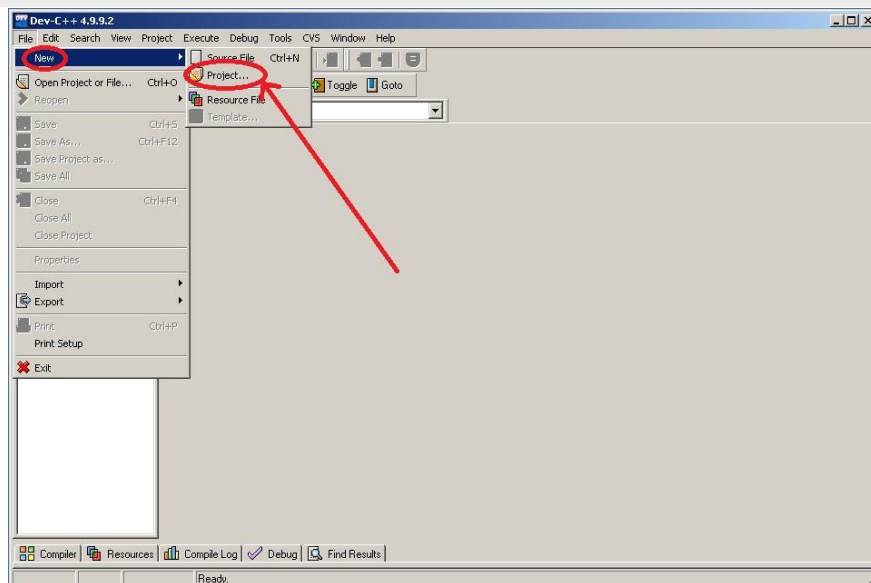 Dev-C++ 4.9.9.2
File Edit Search View Project Execute Debug Tools CVS Window Help
New
Source File Ctrl+N
Project...
Open Project or File... Ctrl+O
Toggle Goto
Reopen
Resource File
Template...
Save Ctrl+S
Save As... Ctrl+F12
Save Project as...
Save All
Close Ctrl+F4
Close All
Close Project
Properties
Import
Export
Print Ctrl+P
Print Setup
Exit
Compiler Resources Compile Log Debug Find Results
Ready.